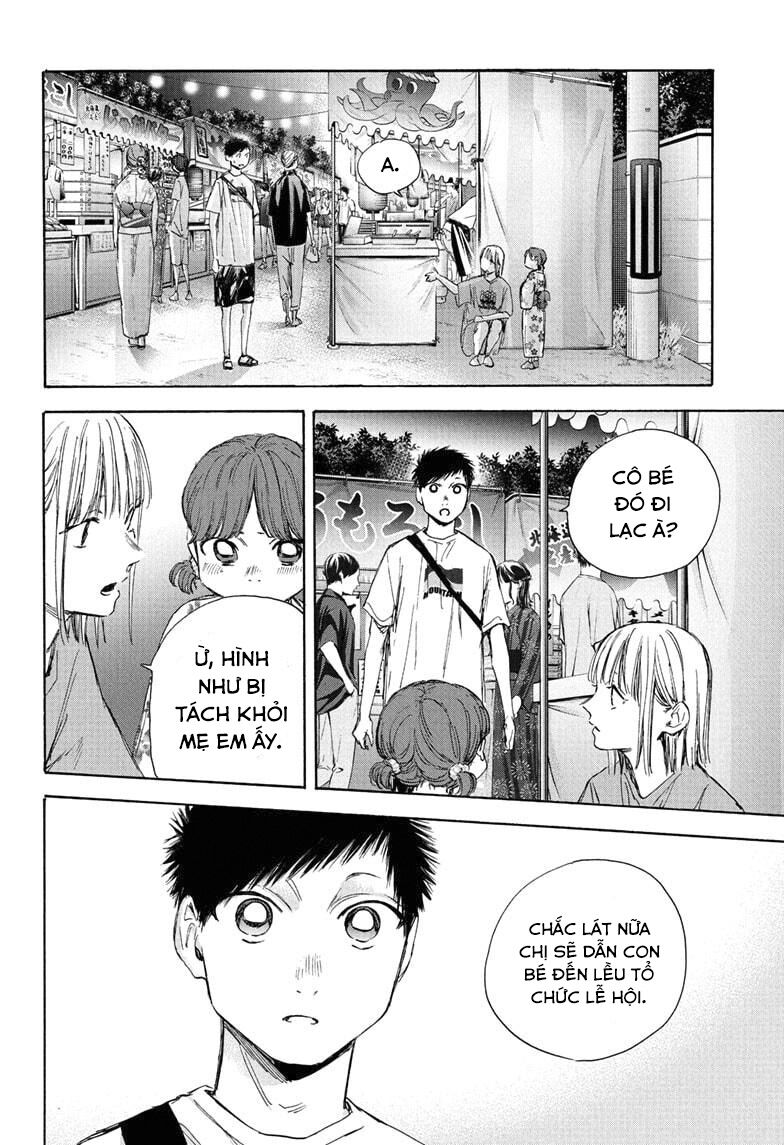 A.
CÔ BÉ
ĐÓ ĐI
LẠC À?
Ừ, HÌNH
NHƯ BỊ
TÁCH KHỎI
MẸ EM ẤY.
CHẮC LÁT NỮA
CHỊ SẼ DẪN CON
BÉ ĐẾN LỀU TỔ
CHỨC LỄ HỘI.